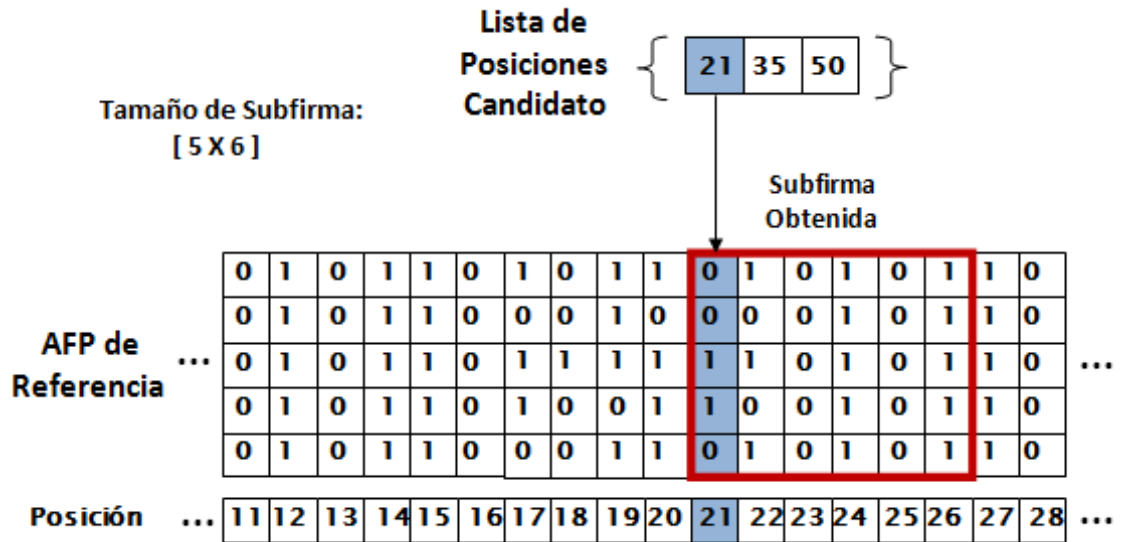 Lista de
Posiciones
Candidato
{ 21 35 50 }
Tamaño de Subfirma:
[ 5 X 6 ]
Subfirma
Obtenida
0 1 0 1 1 0 1 0 1 1 0 1 0 1 0 1 1 0
0 1 0 1 1 0 0 0 1 0 0 0 0 1 0 1 1 0
AFP de
Referencia
... 0 1 0 1 1 0 1 1 1 1 1 1 0 1 0 1 1 0 ...
0 1 0 1 1 0 1 0 0 1 1 0 0 1 0 1 1 0
0 1 0 1 1 0 0 0 1 1 0 1 0 1 0 1 1 0
Posición ... 11 12 13 14 15 16 17 18 19 20 21 22 23 24 25 26 27 28 ...